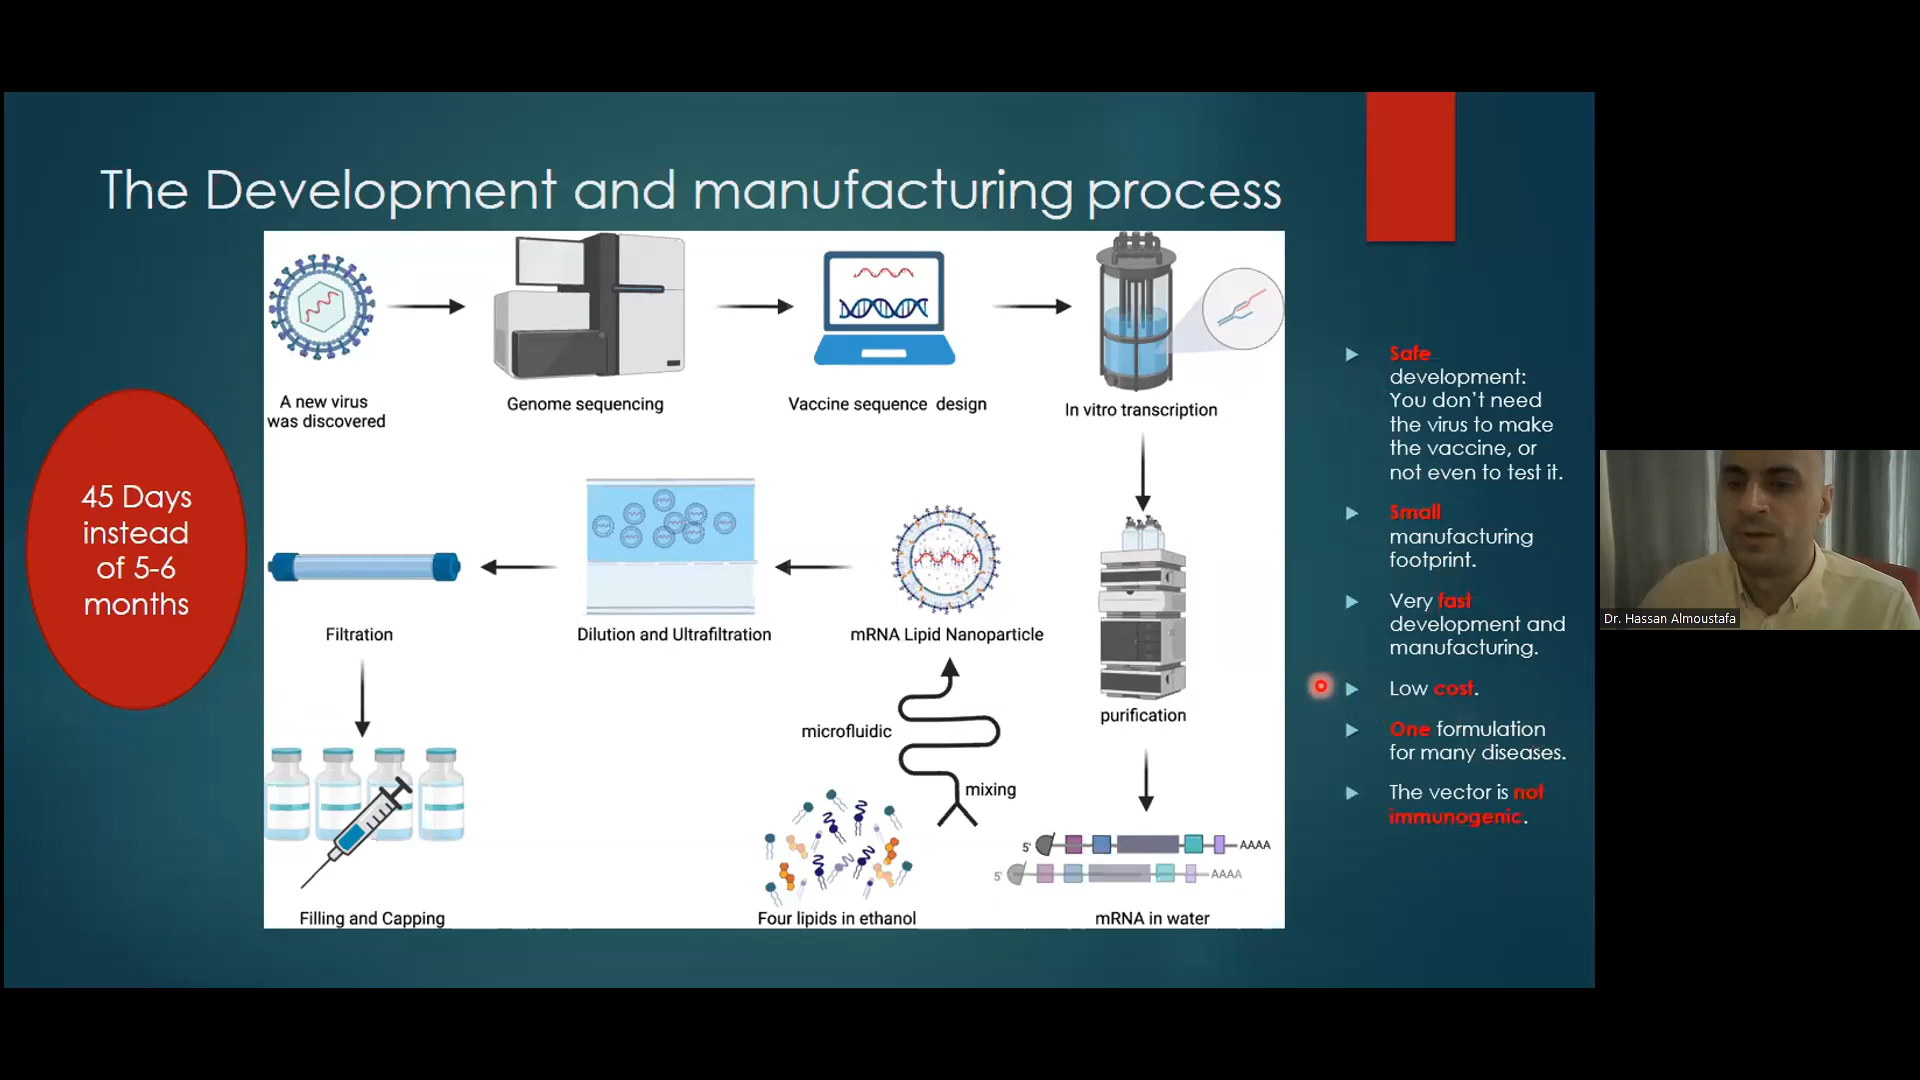 The Development and manufacturing process
A new virus
was discovered
Genome sequencing
Vaccine sequence design
In vitro transcription
45 Days
instead
of 5-6
months
Filtration
Dilution and Ultrafiltration
mRNA Lipid Nanoparticle
purification
microfluidic
mixing
5'
AAAA
5'
AAAA
Filling and Capping
Four lipids in ethanol
mRNA in water
Safe
development:
You don't need
the virus to make
the vaccine, or
not even to test it.
Small
manufacturing
footprint.
Very fast
development and
manufacturing.
Low cost.
One formulation
for many diseases.
The vector is not
immunogenic.
Dr. Hassan Almoustafa